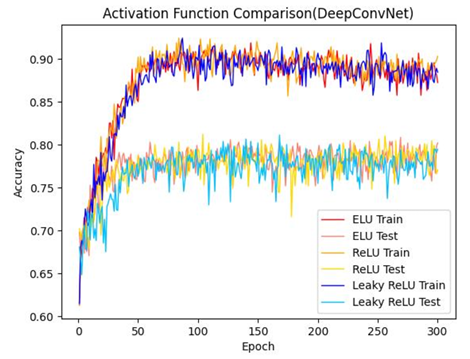 Activation Function Comparison(DeepConvNet)
Accuracy
0.90
0.85
0.80
0.75
0.70
0.65
0.60
0
50
100
150
200
250
300
Epoch
ELU Train
ELU Test
ReLU Train
ReLU Test
Leaky ReLU Train
Leaky ReLU Test